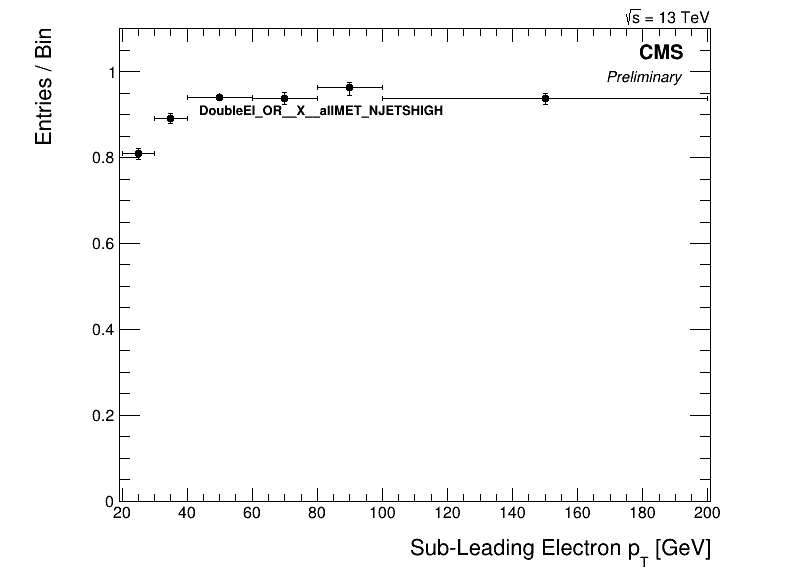 √s = 13 TeV
CMS
Preliminary
Entries / Bin
1
0.8
0.6
0.4
0.2
0
DoubleEl_OR__X__allMET_NJETSHIGH
20 40 60 80 100 120 140 160 180 200
Sub-Leading Electron pT [GeV]